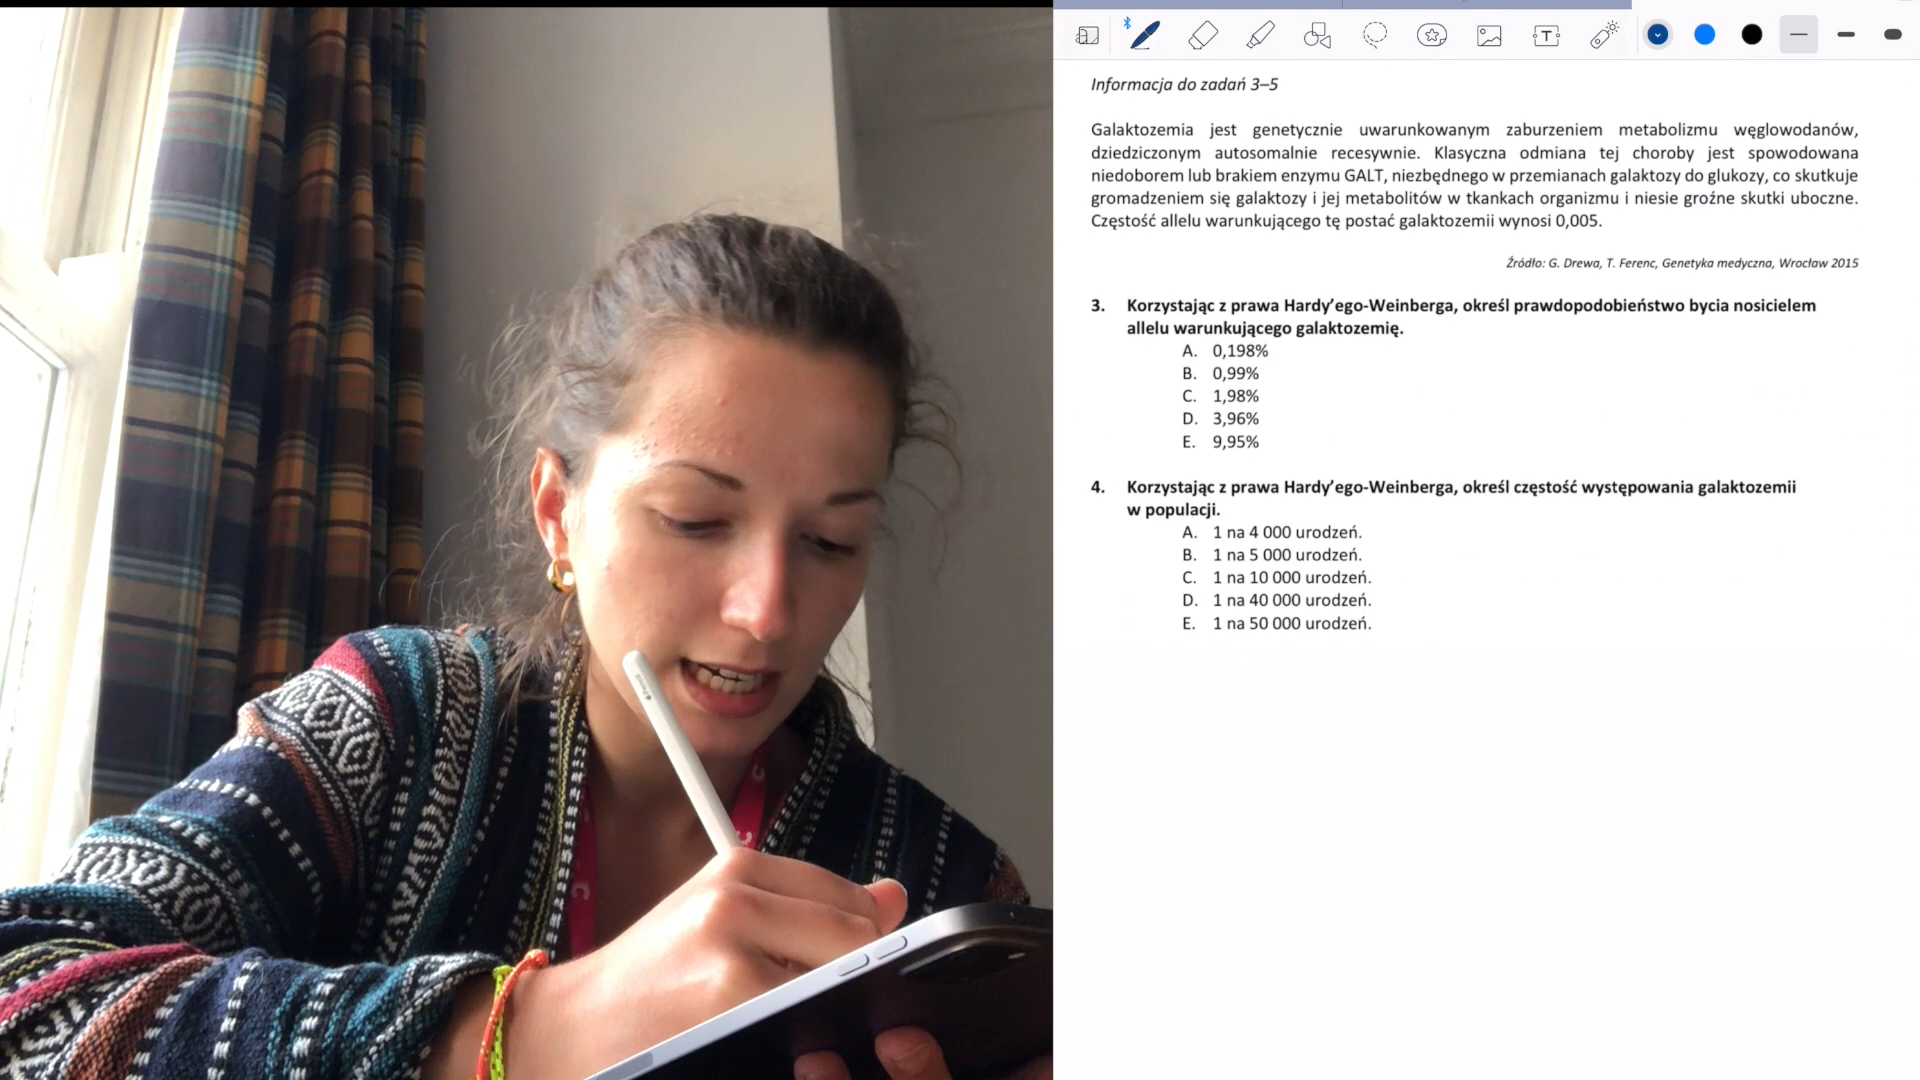 Informacja do zadań 3–5
Galaktozemia jest genetycznie uwarunkowanym zaburzeniem metabolizmu węglowodanów,
dziedziczonym autosomalnie recesywnie. Klasyczna odmiana tej choroby jest spowodowana
niedoborem lub brakiem enzymu GALT, niezbędnego w przemianach galaktozy do glukozy, co skutkuje
gromadzeniem się galaktozy i jej metabolitów w tkankach organizmu i niesie groźne skutki uboczne.
Częstość allelu warunkującego tę postać galaktozemii wynosi 0,005.
Źródło: G. Drewa, T. Ferenc, Genetyka medyczna, Wrocław 2015
3. Korzystając z prawa Hardy’ego-Weinberga, określ prawdopodobieństwo bycia nosicielem
allelu warunkującego galaktozemię.
A. 0,198%
B. 0,99%
C. 1,98%
D. 3,96%
E. 9,95%
4. Korzystając z prawa Hardy’ego-Weinberga, określ częstość występowania galaktozemii
w populacji.
A. 1 na 4 000 urodzeń.
B. 1 na 5 000 urodzeń.
C. 1 na 10 000 urodzeń.
D. 1 na 40 000 urodzeń.
E. 1 na 50 000 urodzeń.